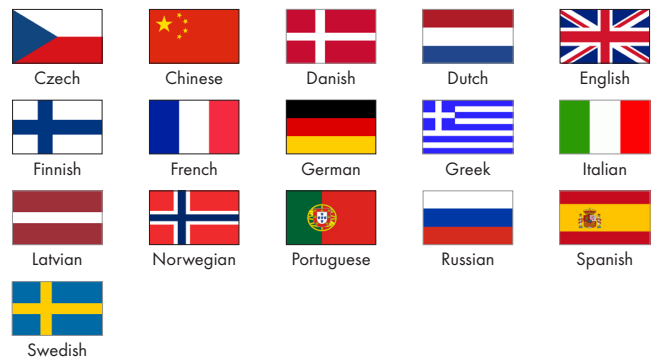 Czech
Chinese
Danish
Dutch
English
Finnish
French
German
Greek
Italian
Latvian
Norwegian
Portuguese
Russian
Spanish
Swedish